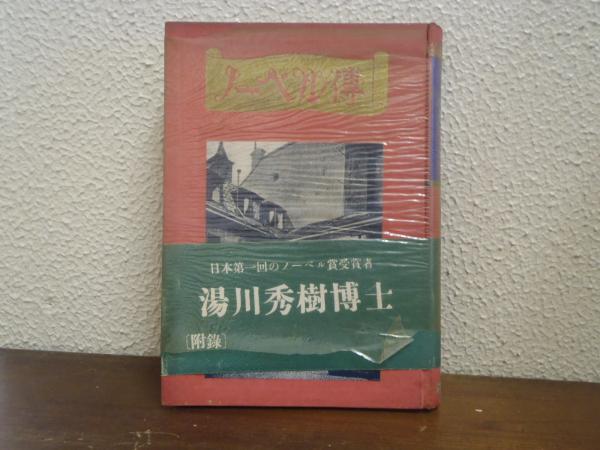 ノーベル傳
日本第一回のノーベル賞受賞者
湯川秀樹博士
〔附錄〕